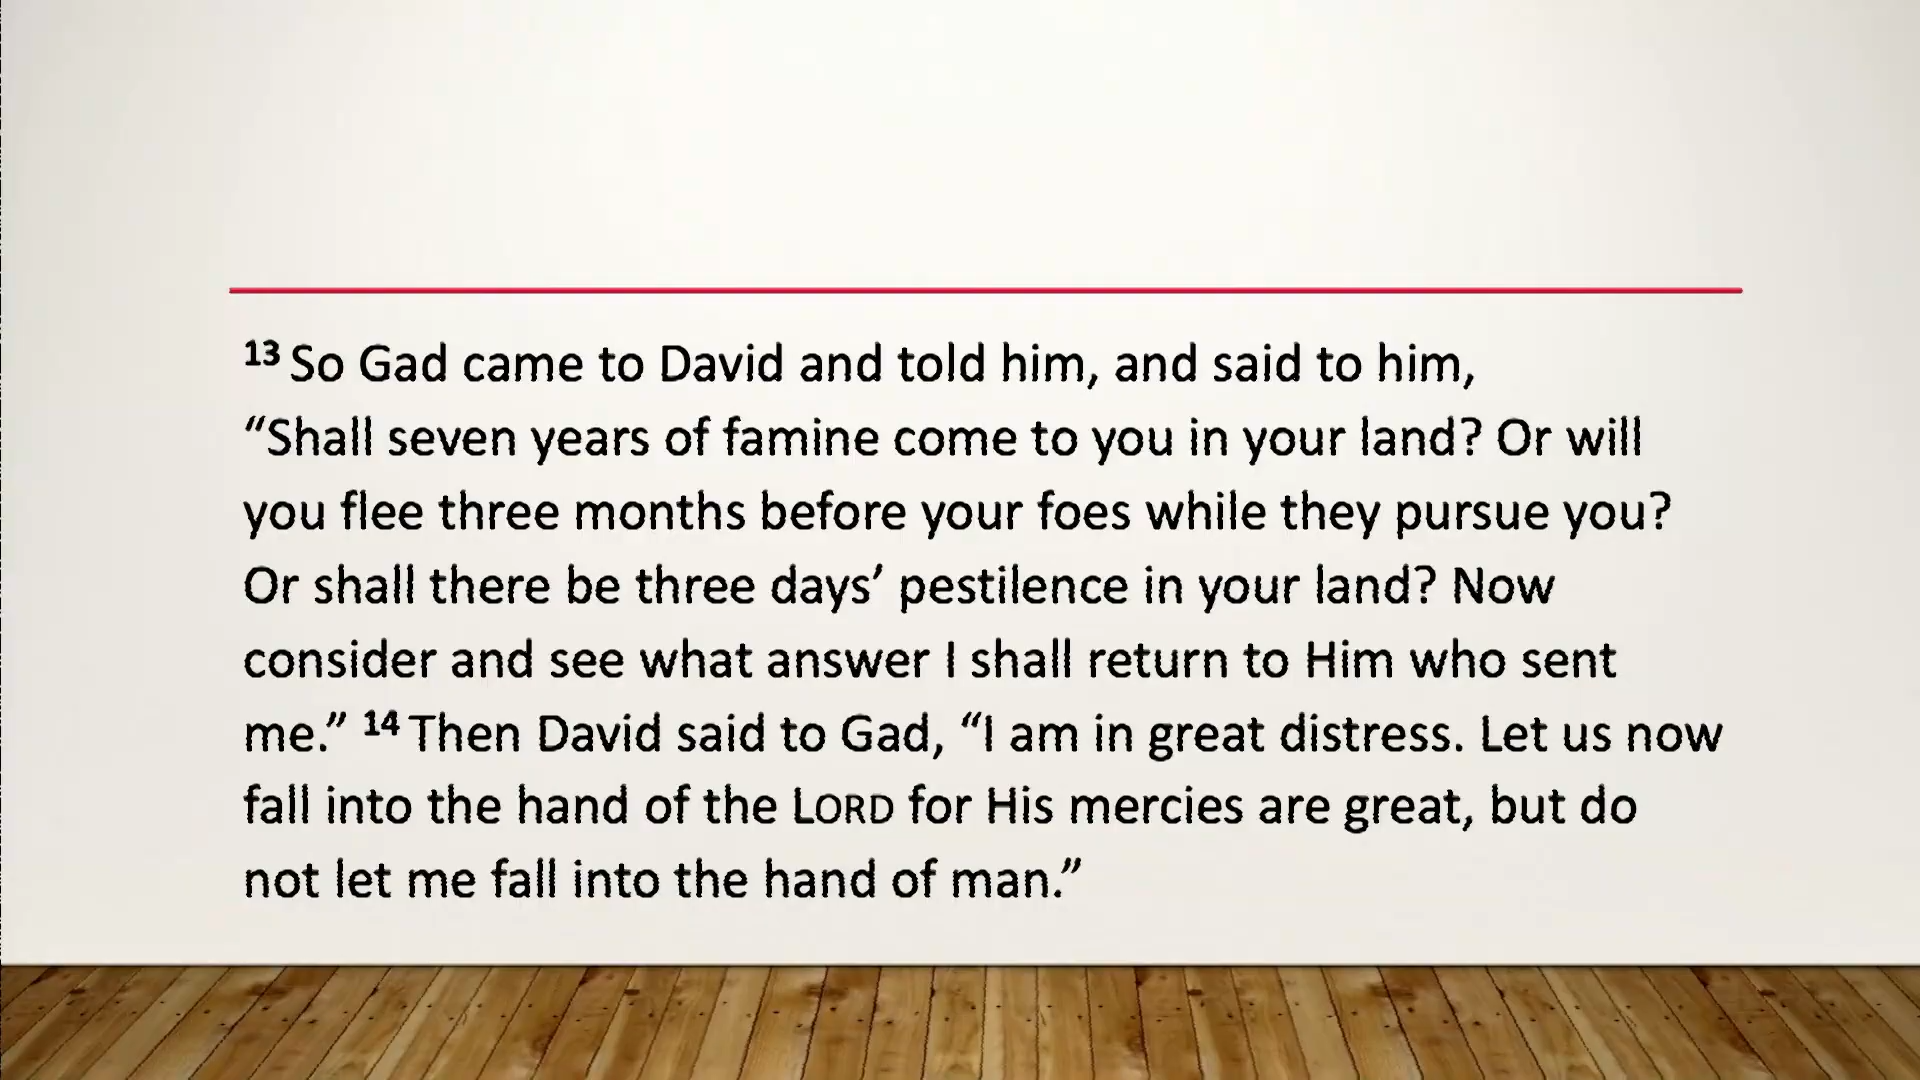 13 So Gad came to David and told him, and said to him,
“Shall seven years of famine come to you in your land? Or will
you flee three months before your foes while they pursue you?
Or shall there be three days’ pestilence in your land? Now
consider and see what answer I shall return to Him who sent
me.” 14 Then David said to Gad, “I am in great distress. Let us now
fall into the hand of the LORD for His mercies are great, but do
not let me fall into the hand of man.”